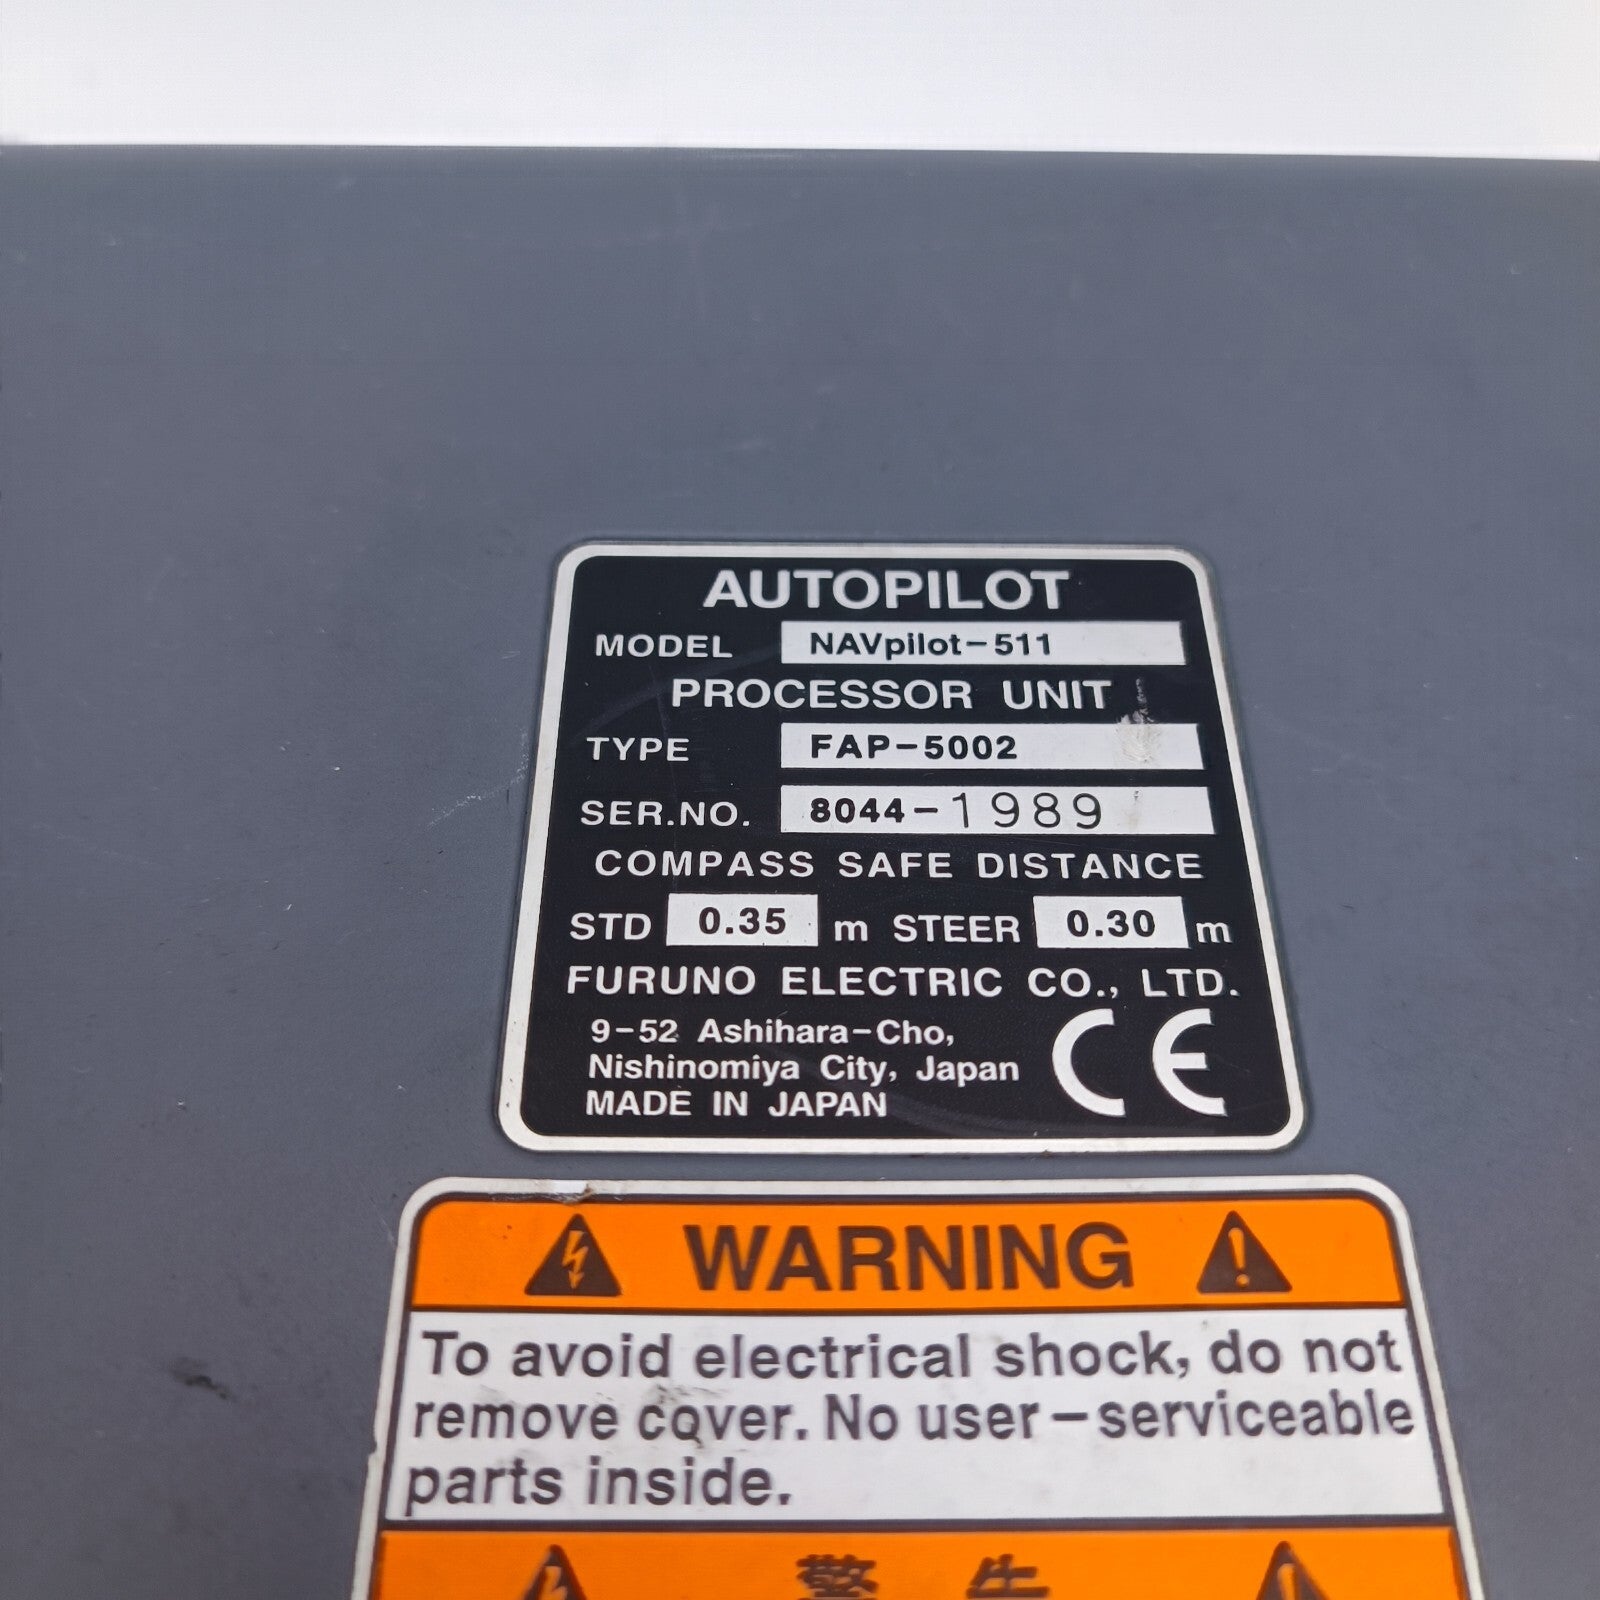 AUTOPILOT
MODEL NAVpilot-511
PROCESSOR UNIT
TYPE FAP-5002
SER.NO. 8044-1989
COMPASS SAFE DISTANCE
STD 0.35 m STEER 0.30 m
FURUNO ELECTRIC CO., LTD.
9-52 Ashihara-Cho,
Nishinomiya City, Japan
MADE IN JAPAN
CE
WARNING
To avoid electrical shock, do not
remove cover. No user-serviceable
parts inside.
警告